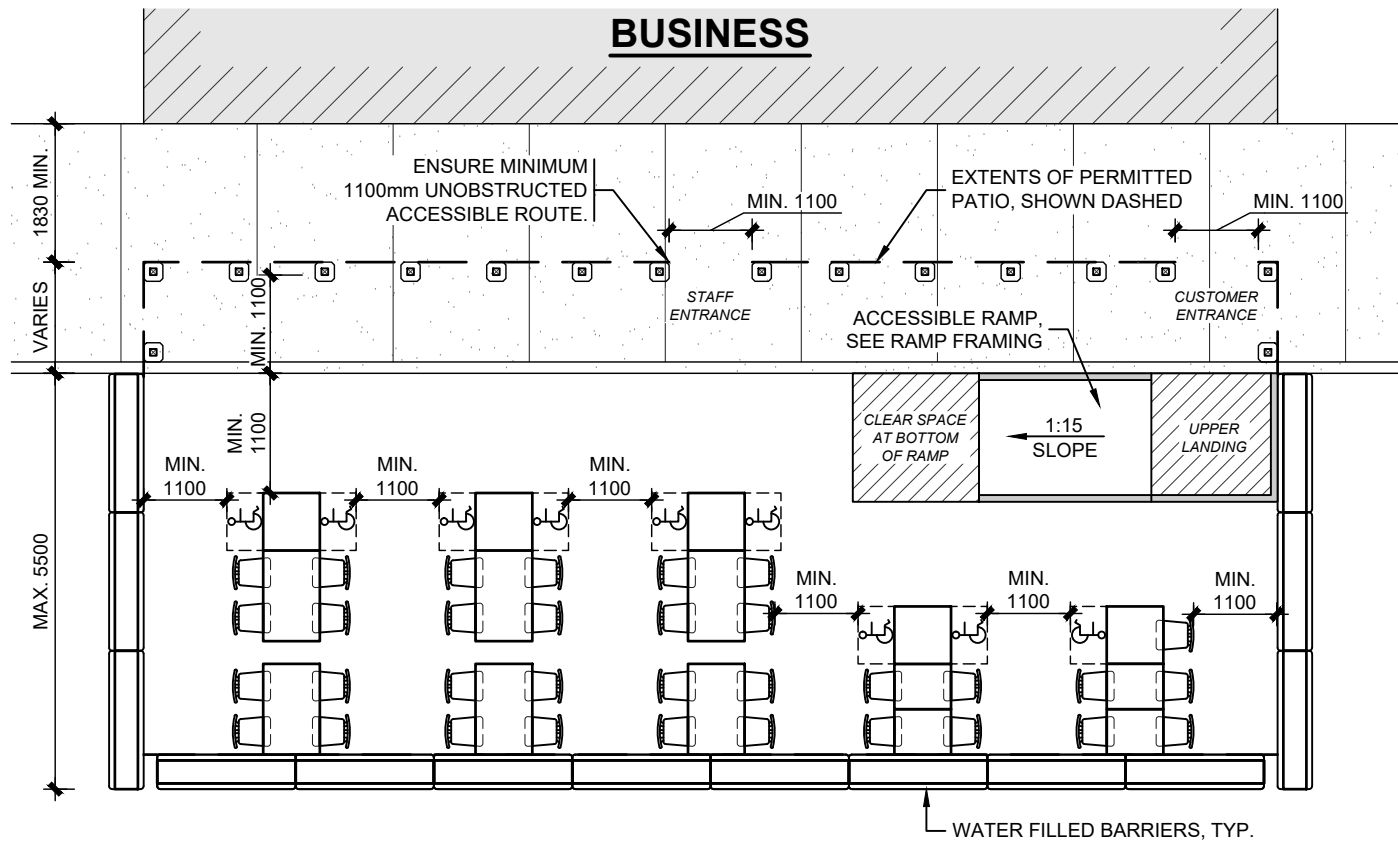 BUSINESS
1830 MIN.
ENSURE MINIMUM
1100mm UNOBSTRUCTED
ACCESSIBLE ROUTE.
MIN. 1100
EXTENTS OF PERMITTED
PATIO, SHOWN DASHED
MIN. 1100
VARIES
MIN. 1100
STAFF
ENTRANCE
CUSTOMER
ENTRANCE
ACCESSIBLE RAMP,
SEE RAMP FRAMING
MIN.
1100
CLEAR SPACE
AT BOTTOM
OF RAMP
1:15
SLOPE
UPPER
LANDING
MIN.
1100
MIN.
1100
MIN.
1100
MAX. 5500
MIN.
1100
MIN.
1100
MIN.
1100
WATER FILLED BARRIERS, TYP.